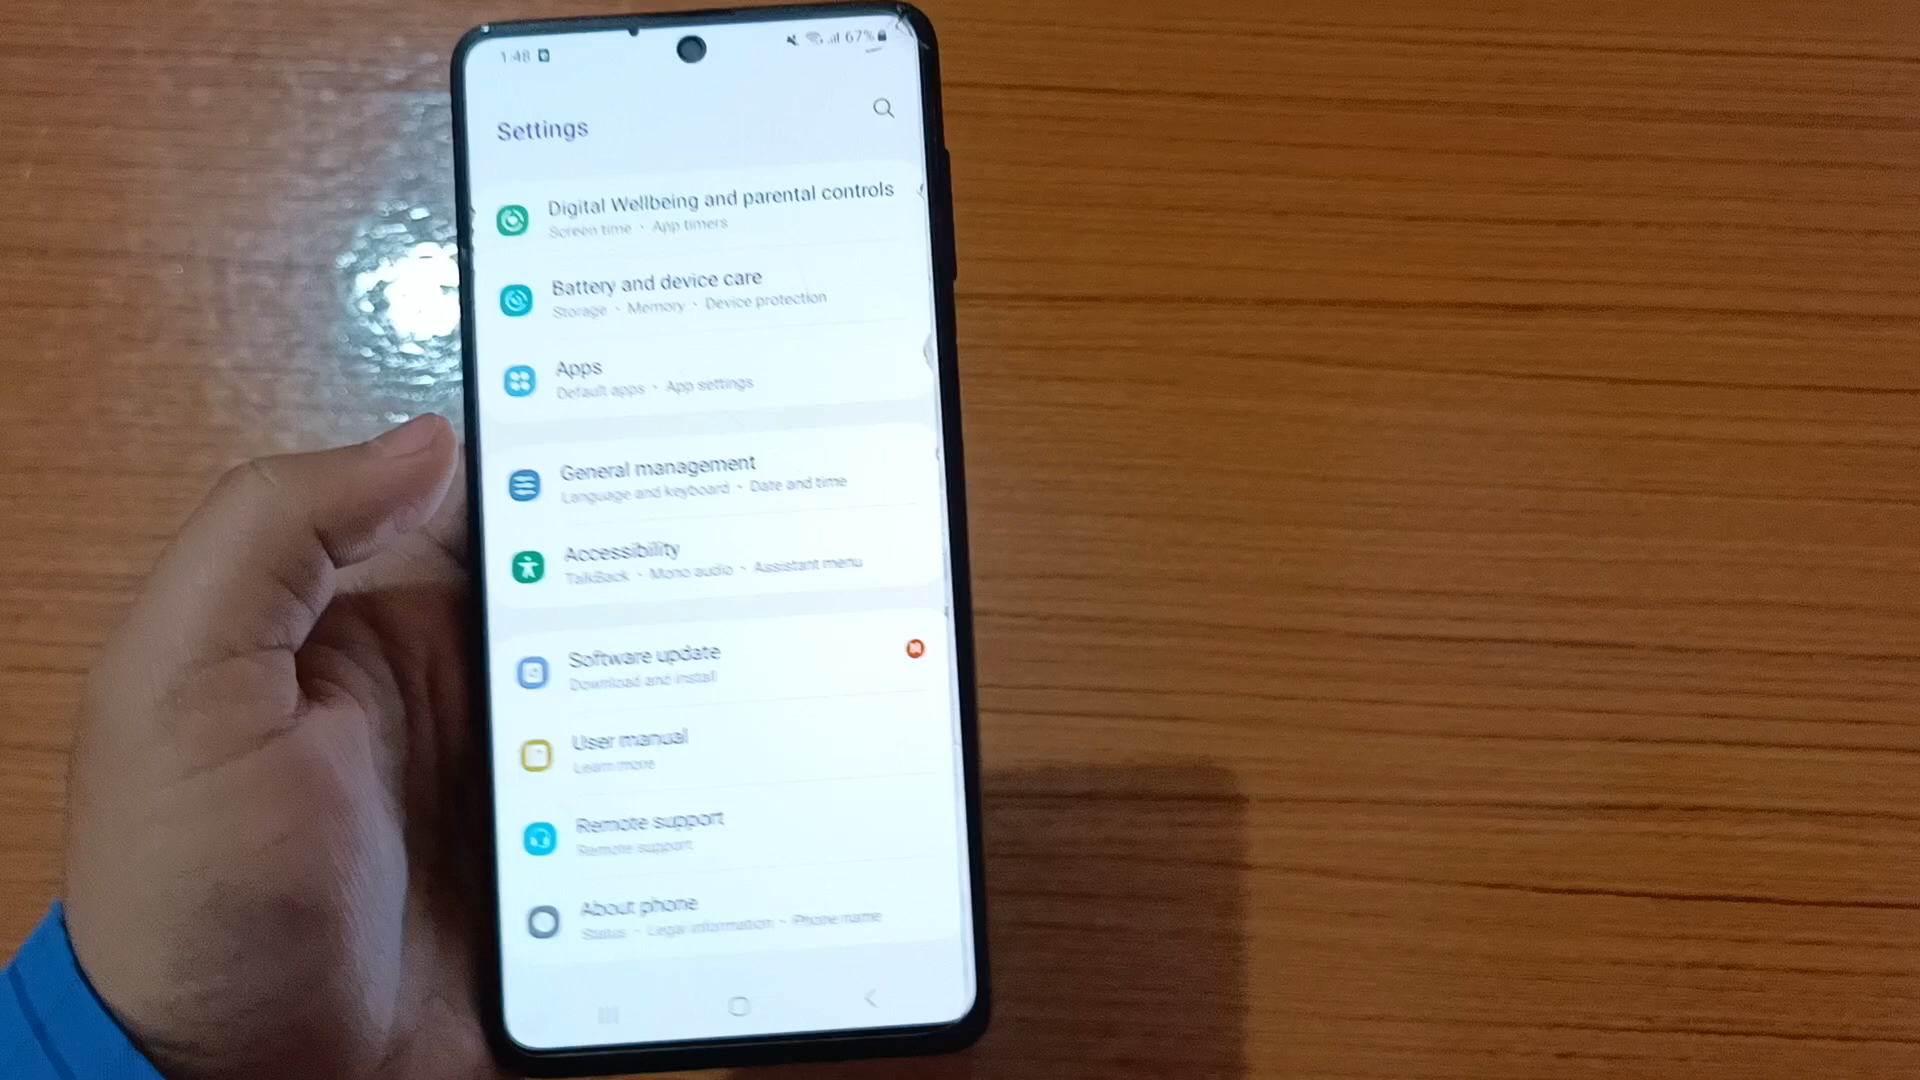 1:48 67%
Settings
Digital Wellbeing and parental controls
Screen time · App timers
Battery and device care
Storage · Memory · Device protection
Apps
Default apps · App settings
General management
Language and keyboard · Date and time
Accessibility
TalkBack · Mono audio · Assistant menu
Software update N
Download and install
User manual
Learn more
Remote support
Remote support
About phone
Status · Legal information · Phone name